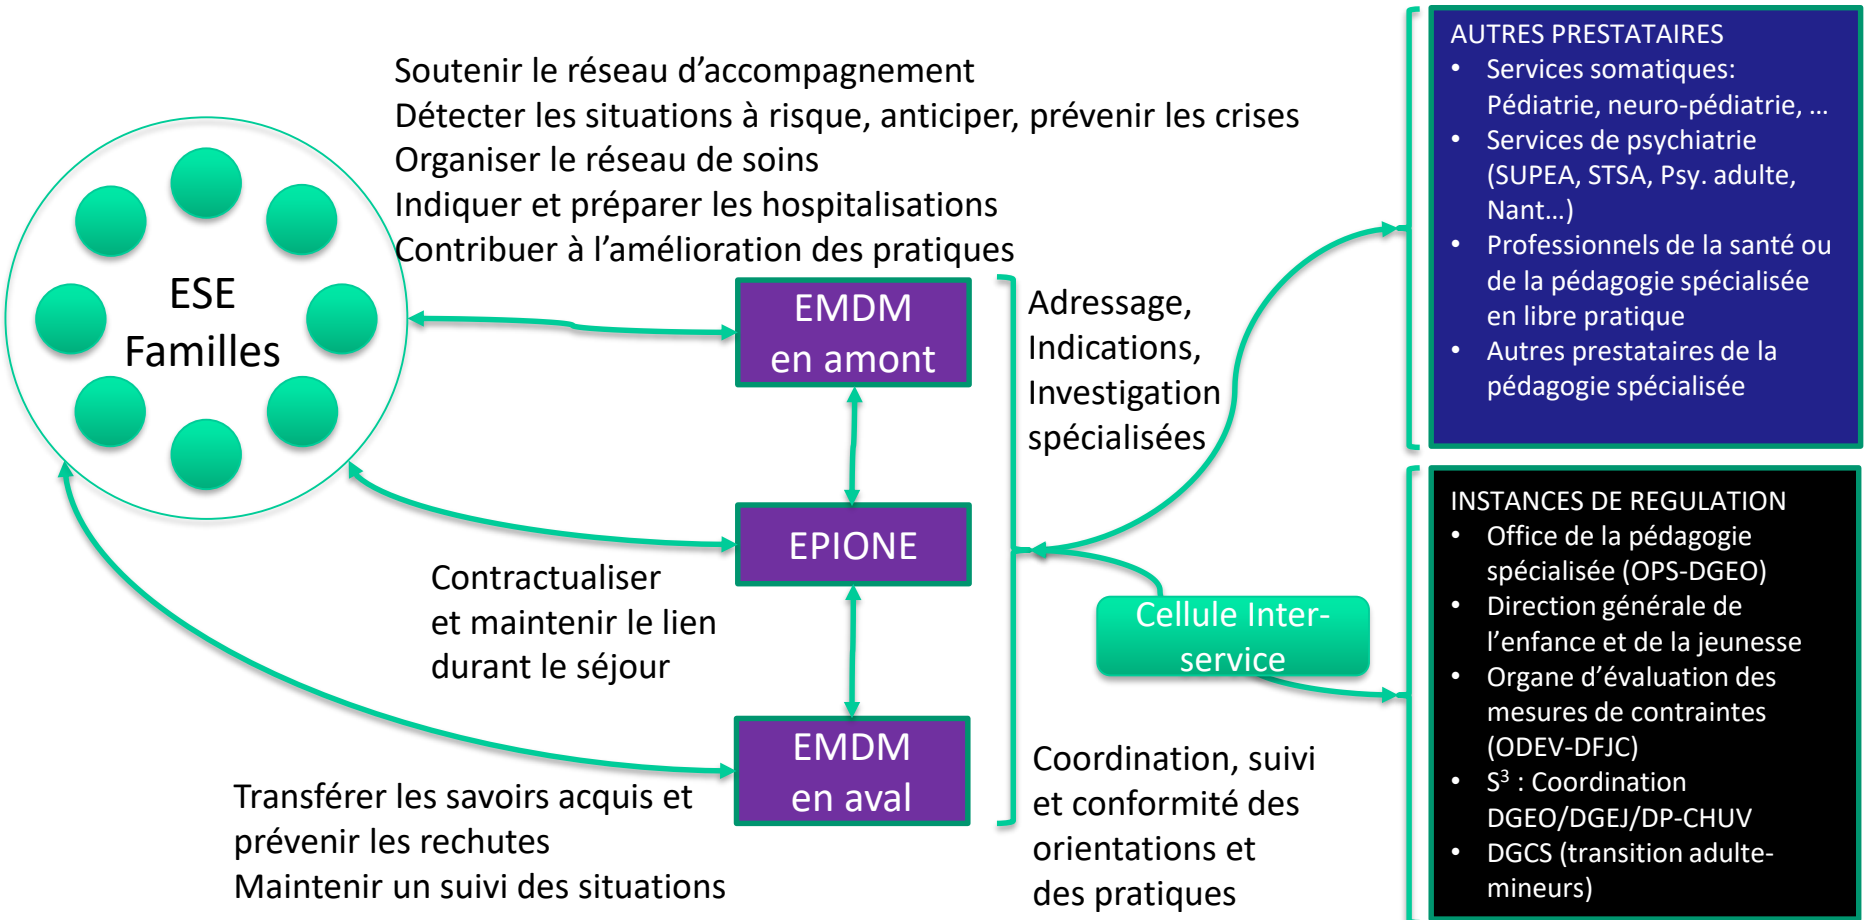 Soutenir le réseau d’accompagnement
Détecter les situations à risque, anticiper, prévenir les crises
Organiser le réseau de soins
Indiquer et préparer les hospitalisations
Contribuer à l’amélioration des pratiques
ESE
Familles
EMDM
en amont
EPIONE
EMDM
en aval
Contractualiser
et maintenir le lien
durant le séjour
Transférer les savoirs acquis et
prévenir les rechutes
Maintenir un suivi des situations
Adressage,
Indications,
Investigation
spécialisées
Cellule Inter-
service
Coordination, suivi
et conformité des
orientations et
des pratiques
AUTRES PRESTATAIRES
• Services somatiques:
Pédiatrie, neuro-pédiatrie, …
• Services de psychiatrie
(SUPEA, STSA, Psy. adulte,
Nant…)
• Professionnels de la santé ou
de la pédagogie spécialisée
en libre pratique
• Autres prestataires de la
pédagogie spécialisée
INSTANCES DE REGULATION
• Office de la pédagogie
spécialisée (OPS-DGEO)
• Direction générale de
l’enfance et de la jeunesse
• Organe d’évaluation des
mesures de contraintes
(ODEV-DFJC)
• S³ : Coordination
DGEO/DGEJ/DP-CHUV
• DGCS (transition adulte-
mineurs)